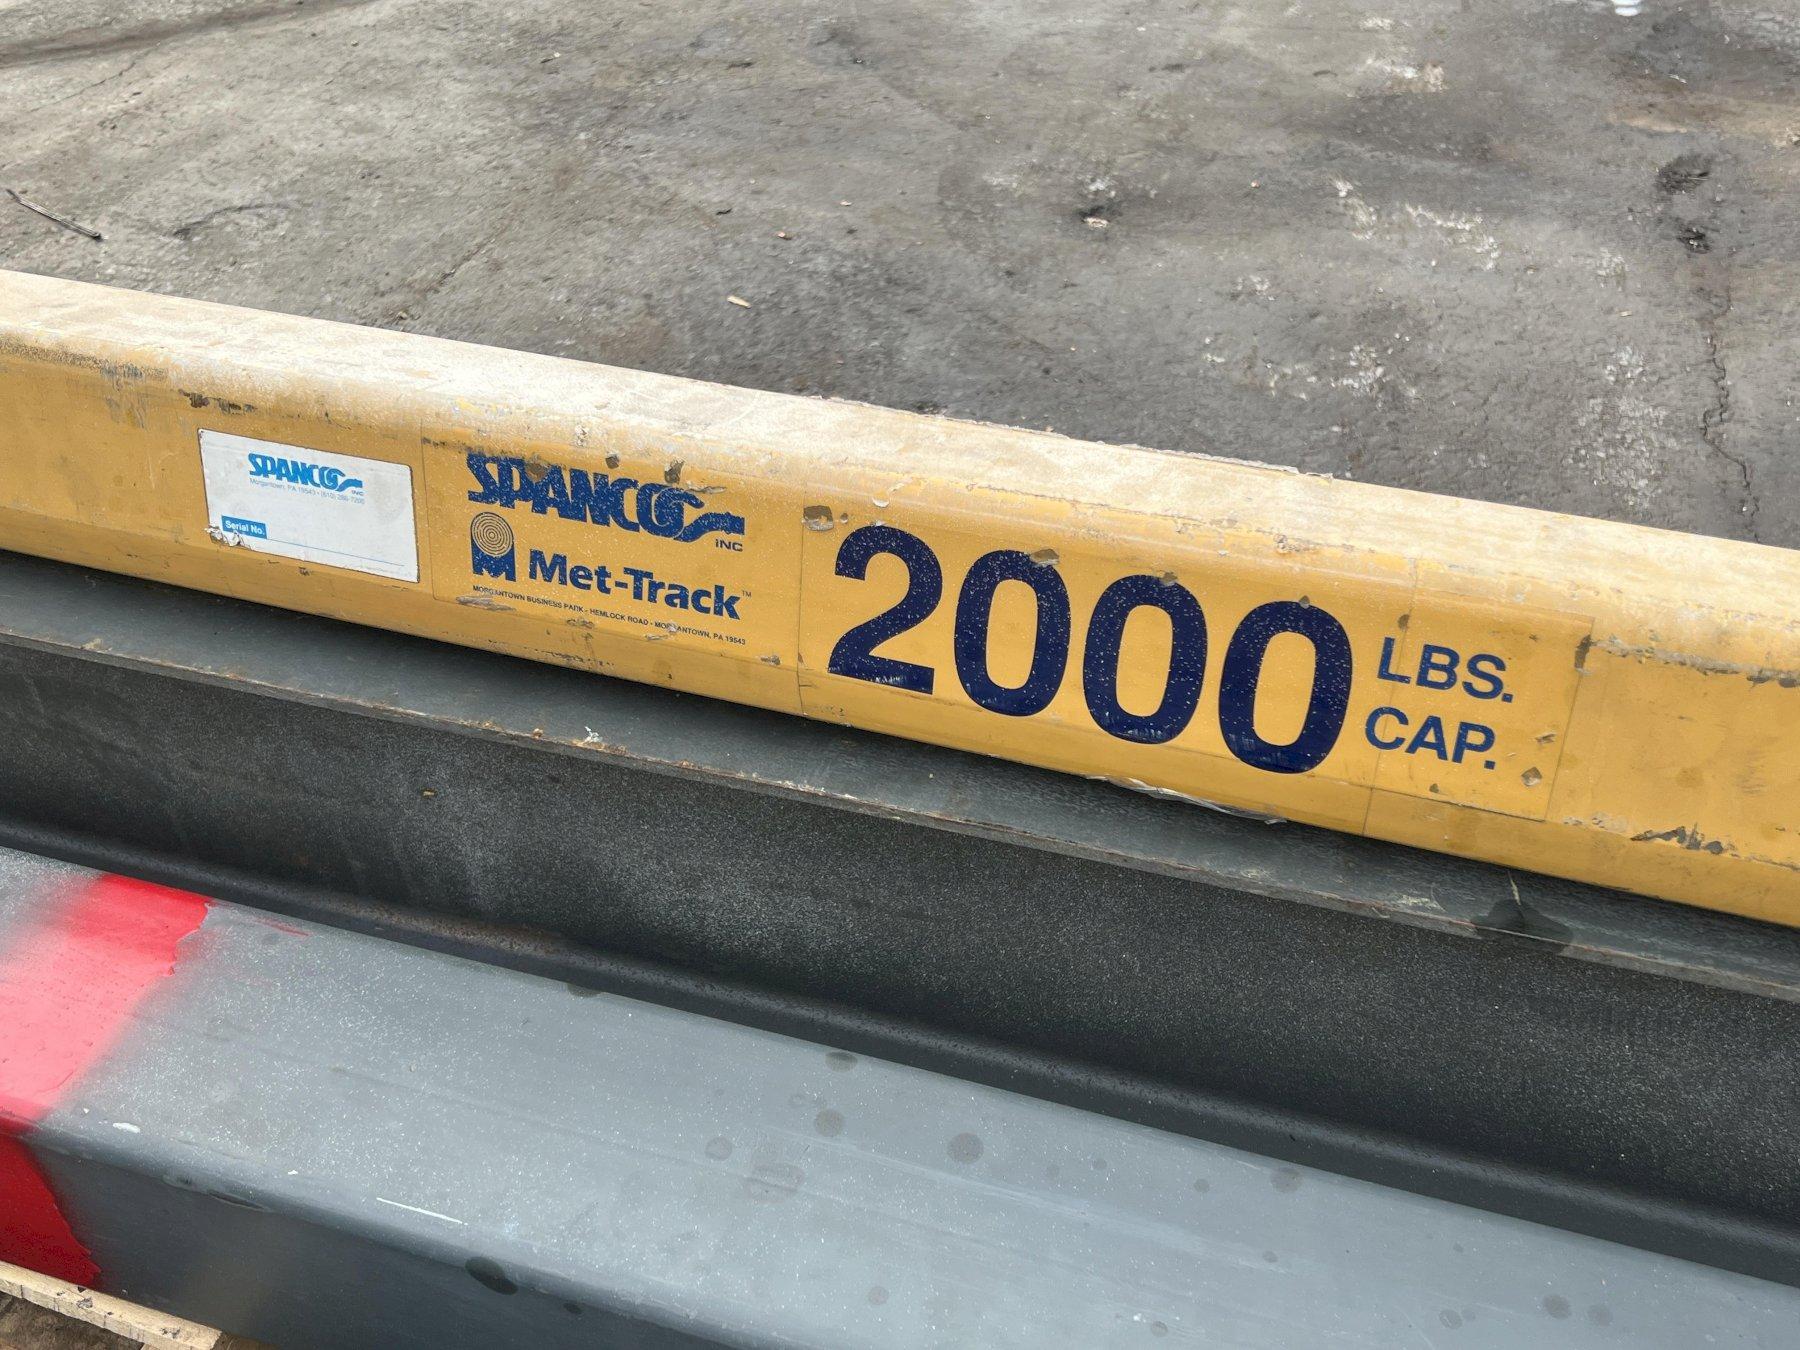 SPANCO
INC
Morgantown, PA 19543 • (610) 286-7200
Serial No.
SPANCO
INC
Met-Track™
MORGANTOWN BUSINESS PARK - HEMLOCK ROAD - MORGANTOWN, PA 19543
2000
LBS.
CAP.